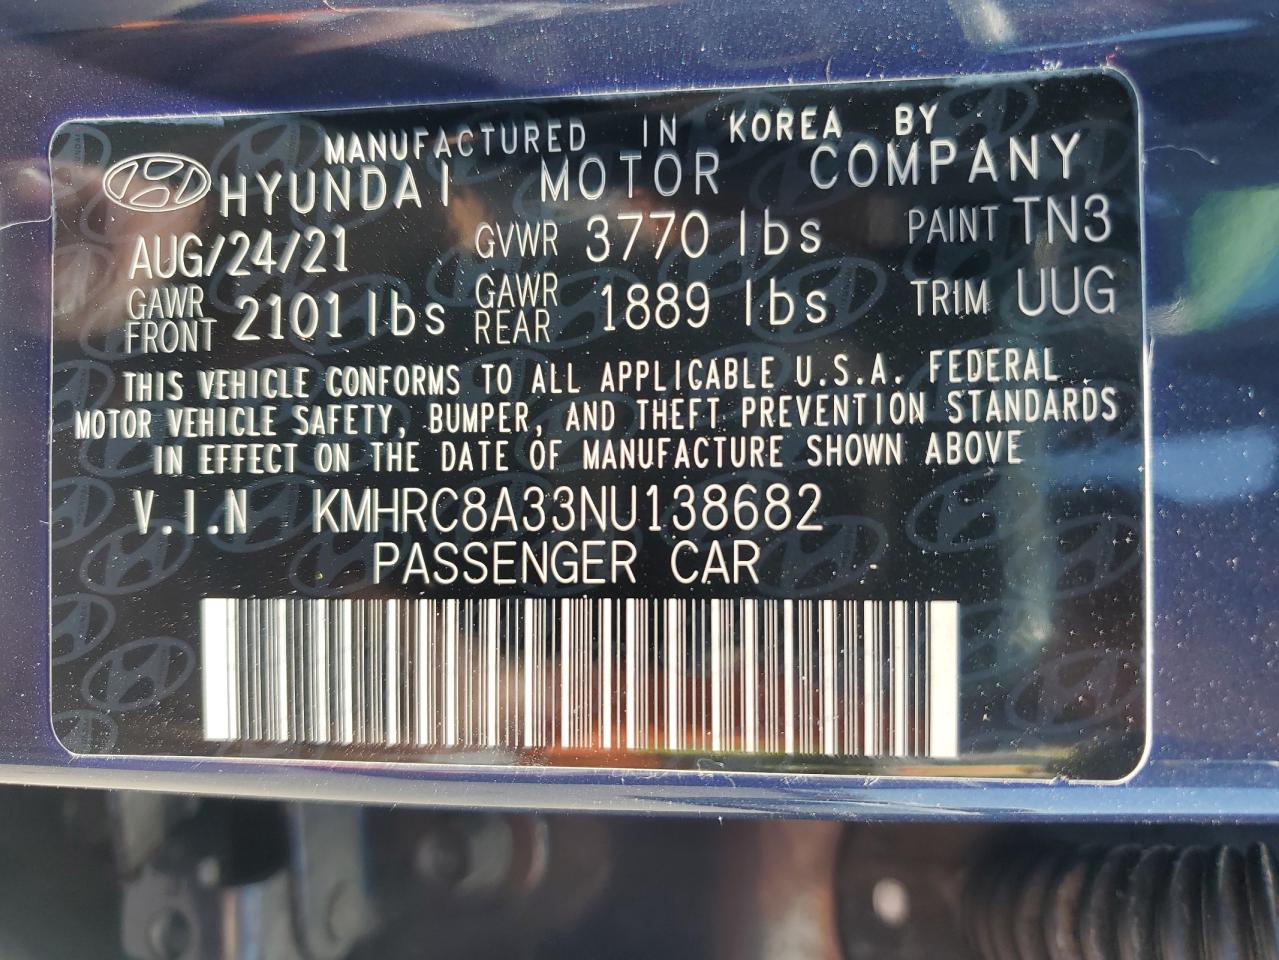 MANUFACTURED IN KOREA BY
HYUNDAI MOTOR COMPANY
AUG/24/21 GVWR 3770 lbs PAINT TN3
GAWR FRONT 2101 lbs GAWR REAR 1889 lbs TRIM UUG
THIS VEHICLE CONFORMS TO ALL APPLICABLE U.S.A. FEDERAL
MOTOR VEHICLE SAFETY, BUMPER, AND THEFT PREVENTION STANDARDS
IN EFFECT ON THE DATE OF MANUFACTURE SHOWN ABOVE
V.I.N KMHRC8A33NU138682
PASSENGER CAR